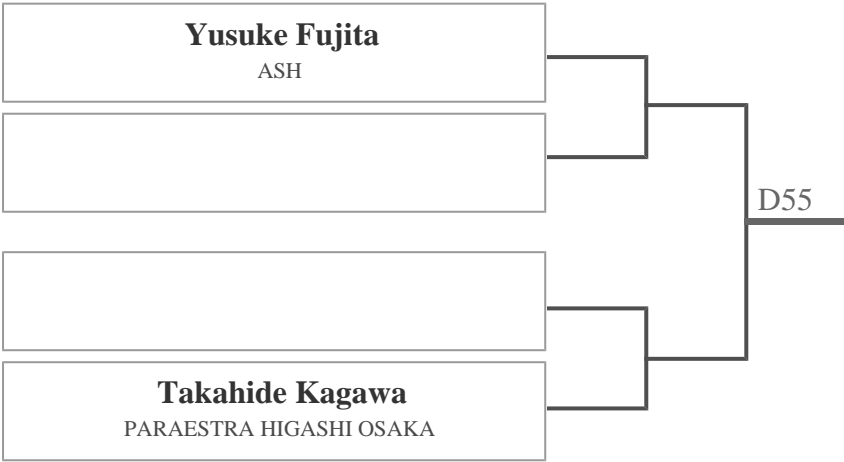 Yusuke Fujita
ASH
D55
Takahide Kagawa
PARAESTRA HIGASHI OSAKA